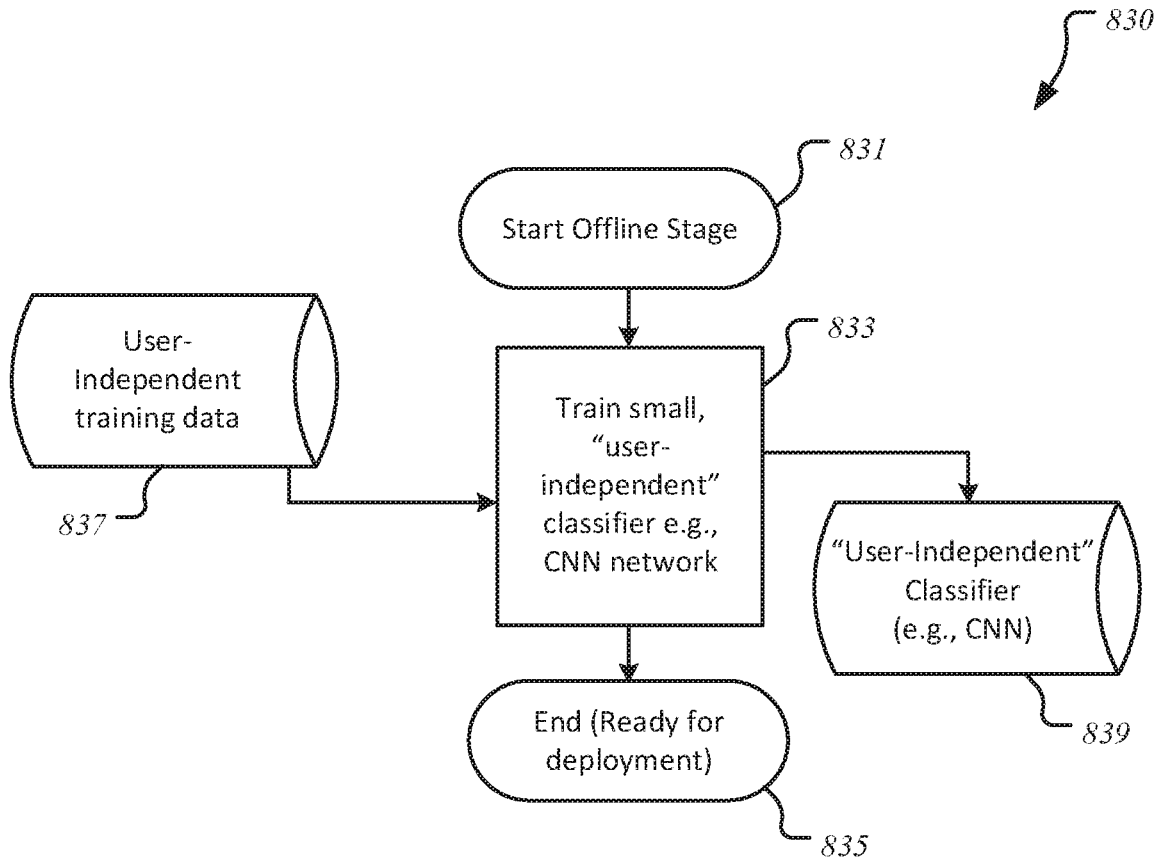 830
831
Start Offline Stage
833
User-
Independent
training data
837
Train small,
“user-
independent”
classifier e.g.,
CNN network
“User-Independent”
Classifier
(e.g., CNN)
839
End (Ready for
deployment)
835